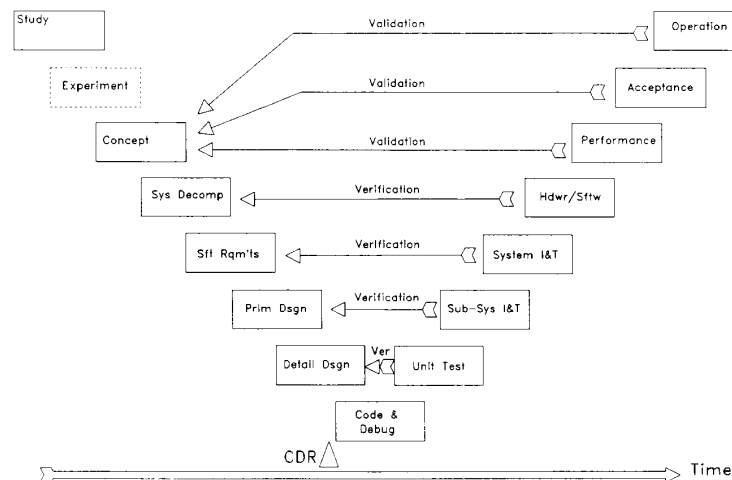 Study
Validation
Operation
Experiment
Validation
Acceptance
Concept
Validation
Performance
Sys Decomp
Verification
Hdwr/Sftw
Sft Rqm'ts
Verification
System I&T
Prlm Dsgn
Verification
Sub-Sys I&T
Detail Dsgn
Ver
Unit Test
Code &
Debug
CDR
Time